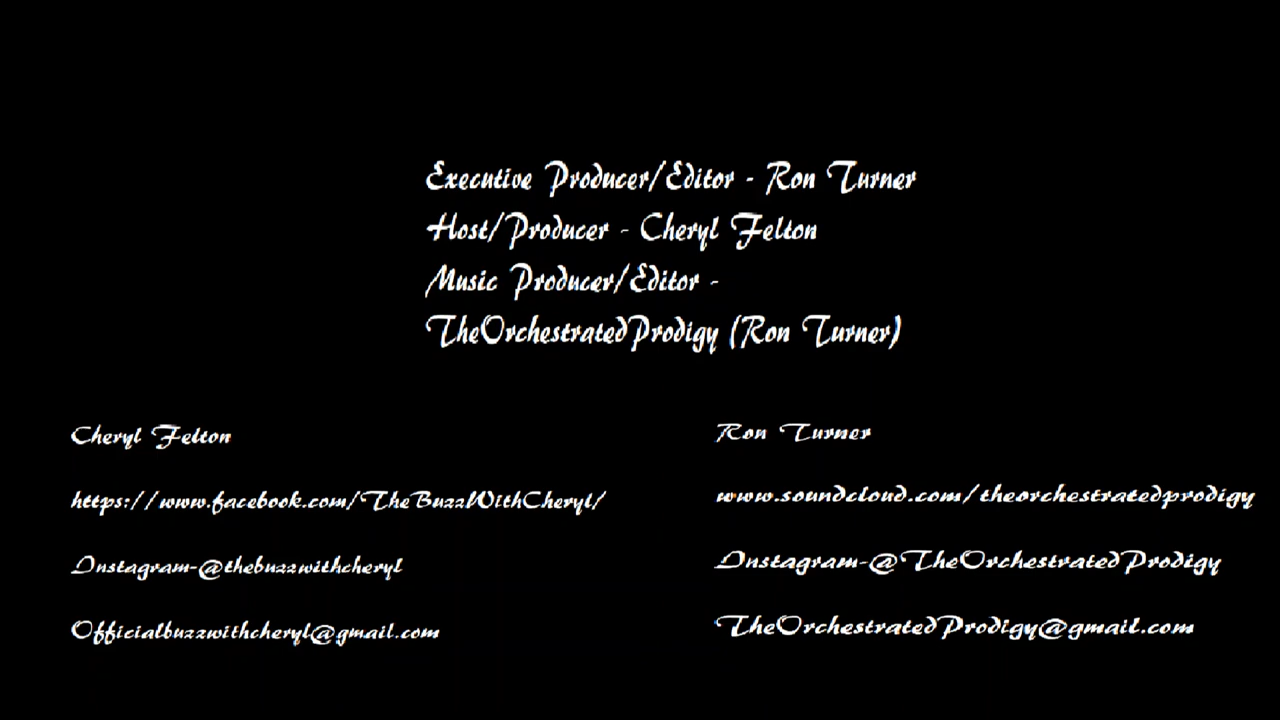 Executive Producer/Editor - Ron Turner
Host/Producer - Cheryl Felton
Music Producer/Editor -
TheOrchestratedProdigy (Ron Turner)
Cheryl Felton
https://www.facebook.com/TheBuzzWithCheryl/
Instagram-@thebuzzwithcheryl
Officialbuzzwithcheryl@gmail.com
Ron Turner
www.soundcloud.com/theorchestratedprodigy
Instagram-@TheOrchestratedProdigy
TheOrchestratedProdigy@gmail.com